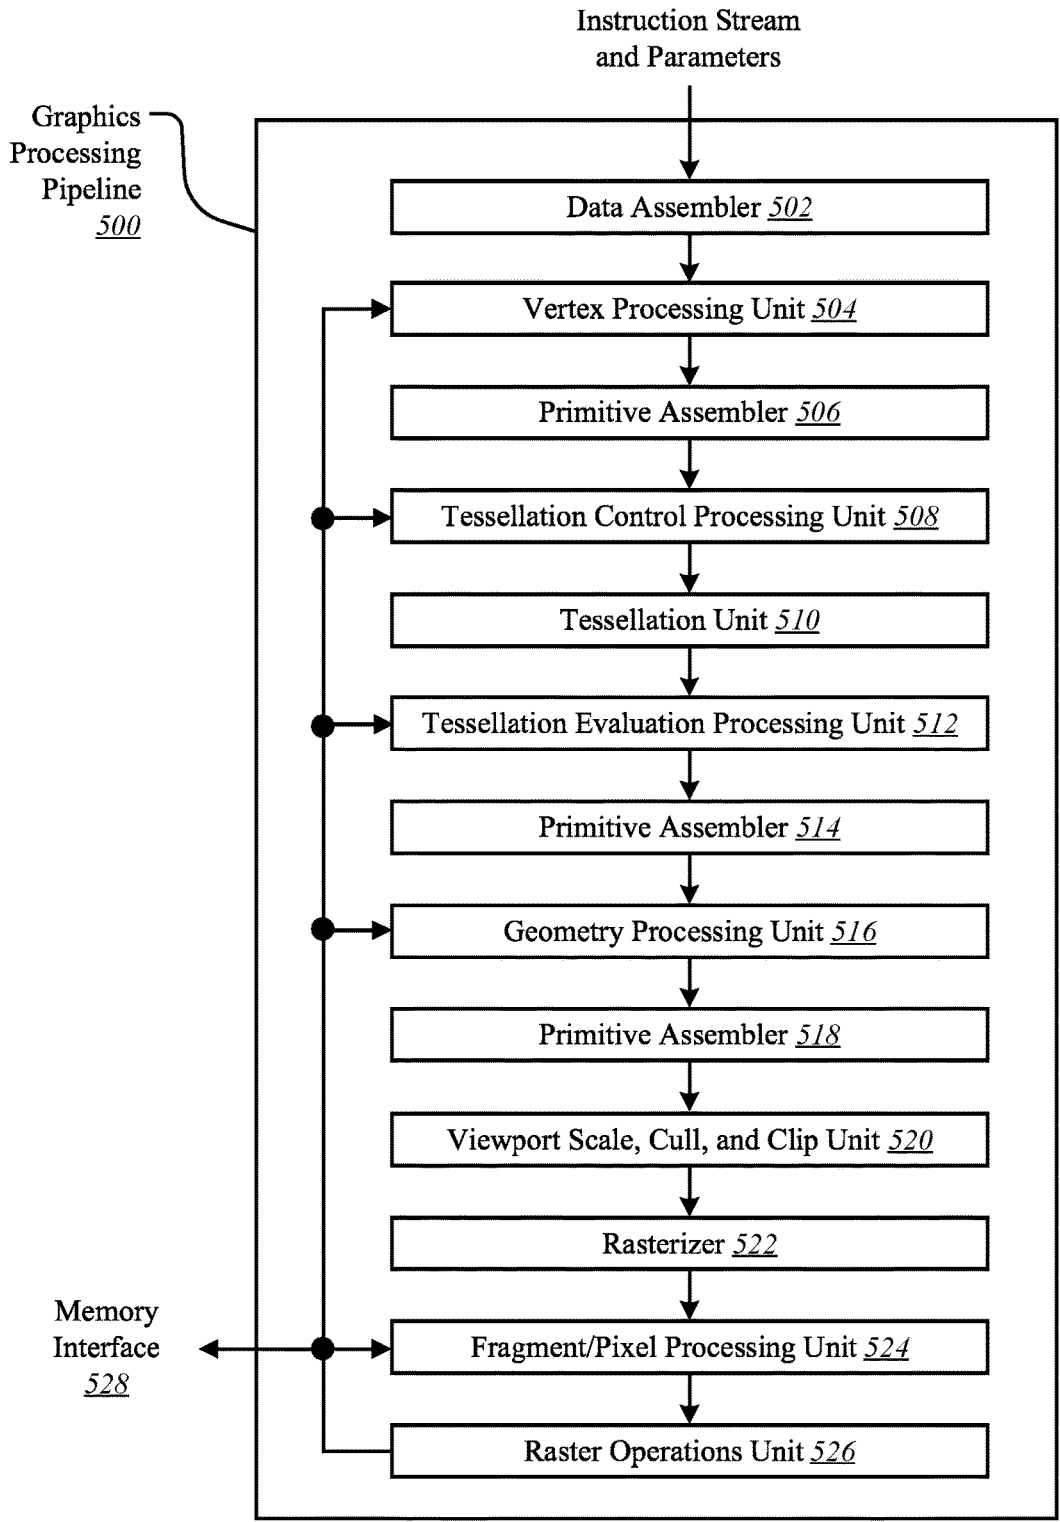 Instruction Stream
and Parameters
Graphics
Processing
Pipeline
500
Data Assembler 502
Vertex Processing Unit 504
Primitive Assembler 506
Tessellation Control Processing Unit 508
Tessellation Unit 510
Tessellation Evaluation Processing Unit 512
Primitive Assembler 514
Geometry Processing Unit 516
Primitive Assembler 518
Viewport Scale, Cull, and Clip Unit 520
Rasterizer 522
Memory
Interface
528
Fragment/Pixel Processing Unit 524
Raster Operations Unit 526